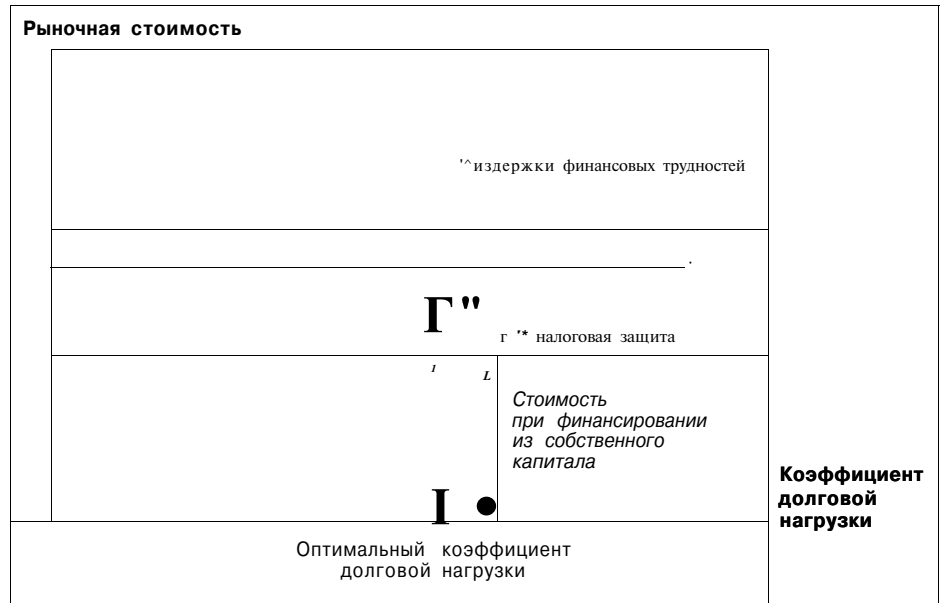 Рыночная стоимость
'^издержки финансовых трудностей
.
Г"
г '* налоговая защита
I L
Стоимость
при финансировании
из собственного
капитала
I •
Коэффициент
долговой
нагрузки
Оптимальный коэффициент
долговой нагрузки